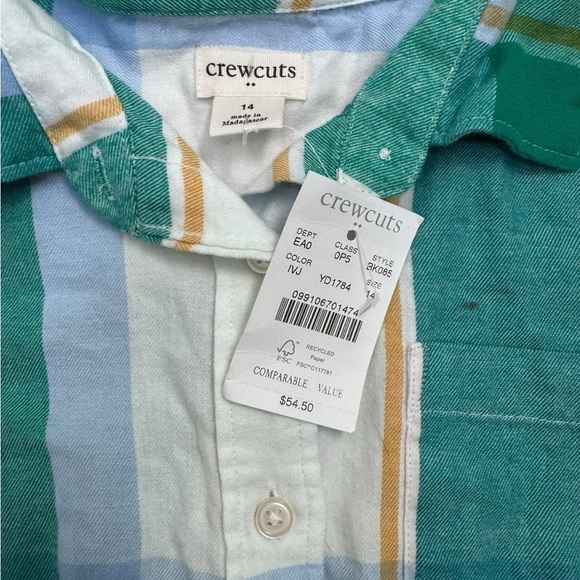 crewcuts
14
made in
Madagascar
crewcuts
DEPT CLASS STYLE
EA0 0P5 BK085
COLOR SIZE
IVJ YD1784 14
099106701474
FSC
RECYCLED
Paper
FSC™C117781
COMPARABLE VALUE
$54.50